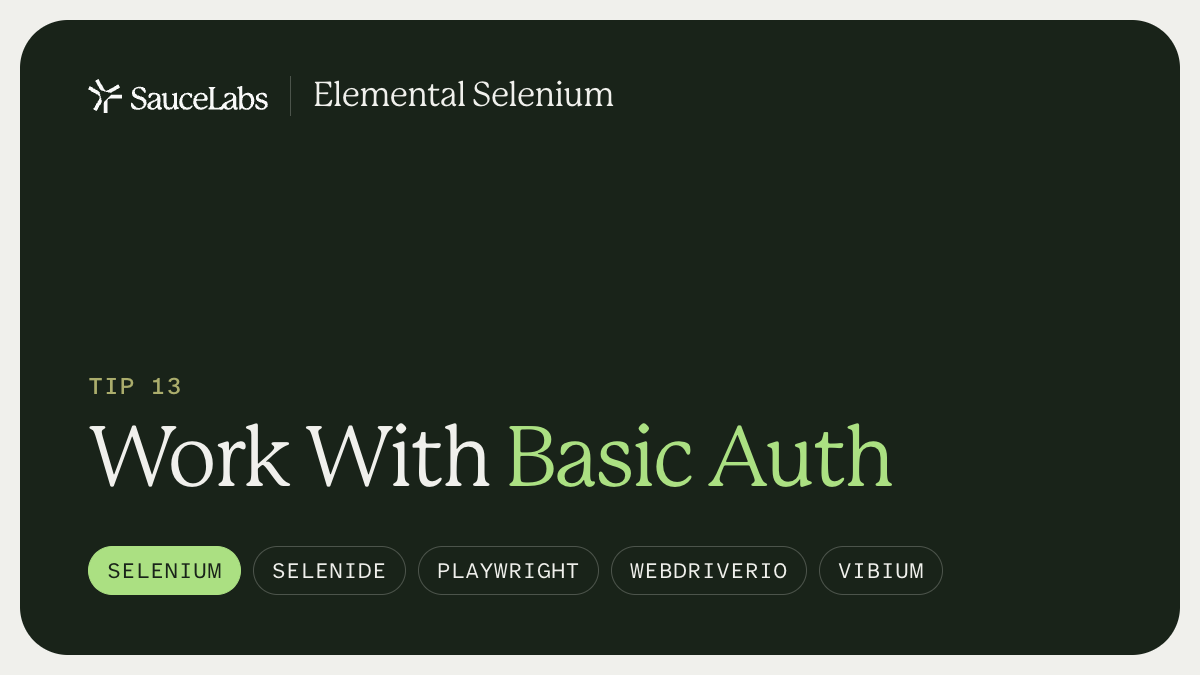 SauceLabs | Elemental Selenium
TIP 13
Work With Basic Auth
SELENIUM SELENIDE PLAYWRIGHT WEBDRIVERIO VIBIUM